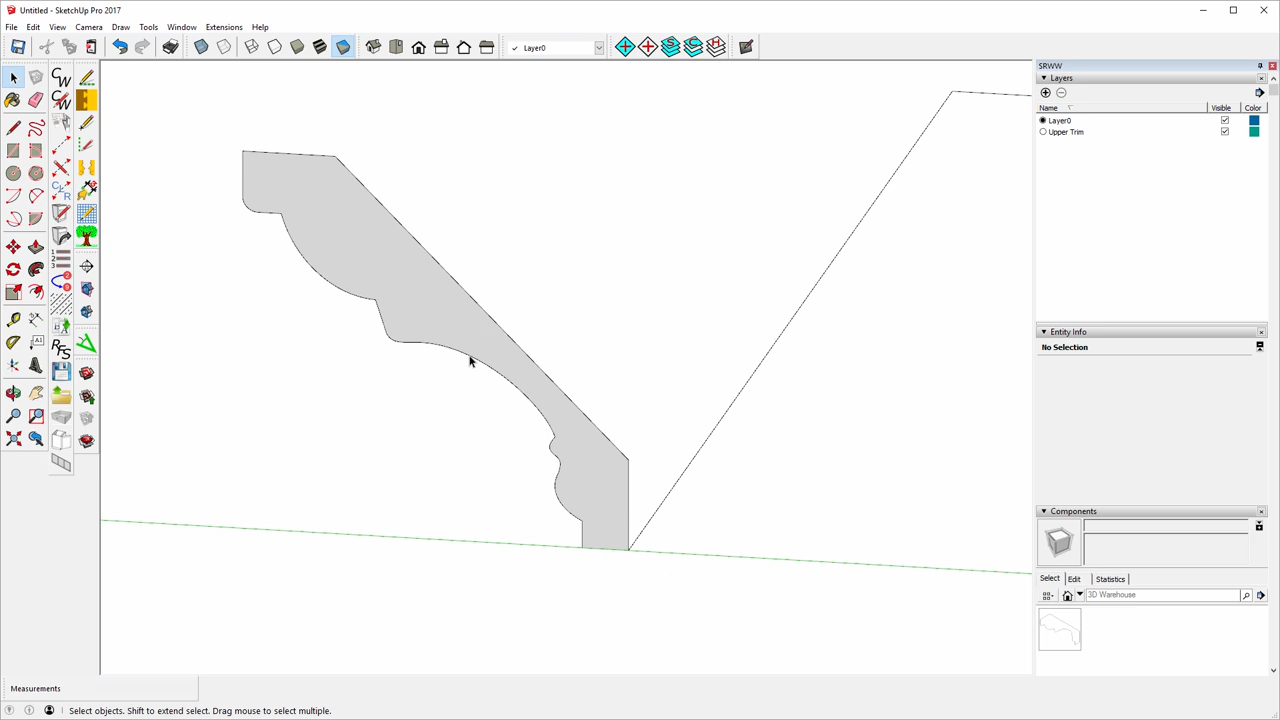 Untitled - SketchUp Pro 2017
File Edit View Camera Draw Tools Window Extensions Help
Layer0
SRWW
Layers
Name Visible Color
Layer0
Upper Trim
Entity Info
No Selection
Components
Select Edit Statistics
3D Warehouse
RFS
Measurements
Select objects. Shift to extend select. Drag mouse to select multiple.